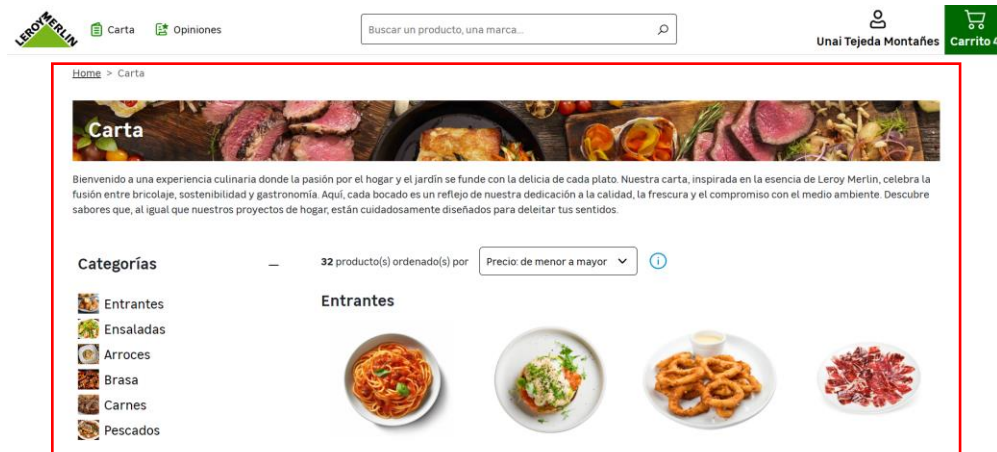 LEROY MERLIN
Carta
Opiniones
Buscar un producto, una marca...
Unai Tejeda Montañes
Carrito 4
Home > Carta
Carta
Bienvenido a una experiencia culinaria donde la pasión por el hogar y el jardín se funde con la delicia de cada plato. Nuestra carta, inspirada en la esencia de Leroy Merlin, celebra la
fusión entre bricolaje, sostenibilidad y gastronomía. Aquí, cada bocado es un reflejo de nuestra dedicación a la calidad, la frescura y el compromiso con el medio ambiente. Descubre
sabores que, al igual que nuestros proyectos de hogar, están cuidadosamente diseñados para deleitar tus sentidos.
Categorías
32 producto(s) ordenado(s) por
Precio: de menor a mayor
Entrantes
Ensaladas
Arroces
Brasa
Carnes
Pescados
Entrantes